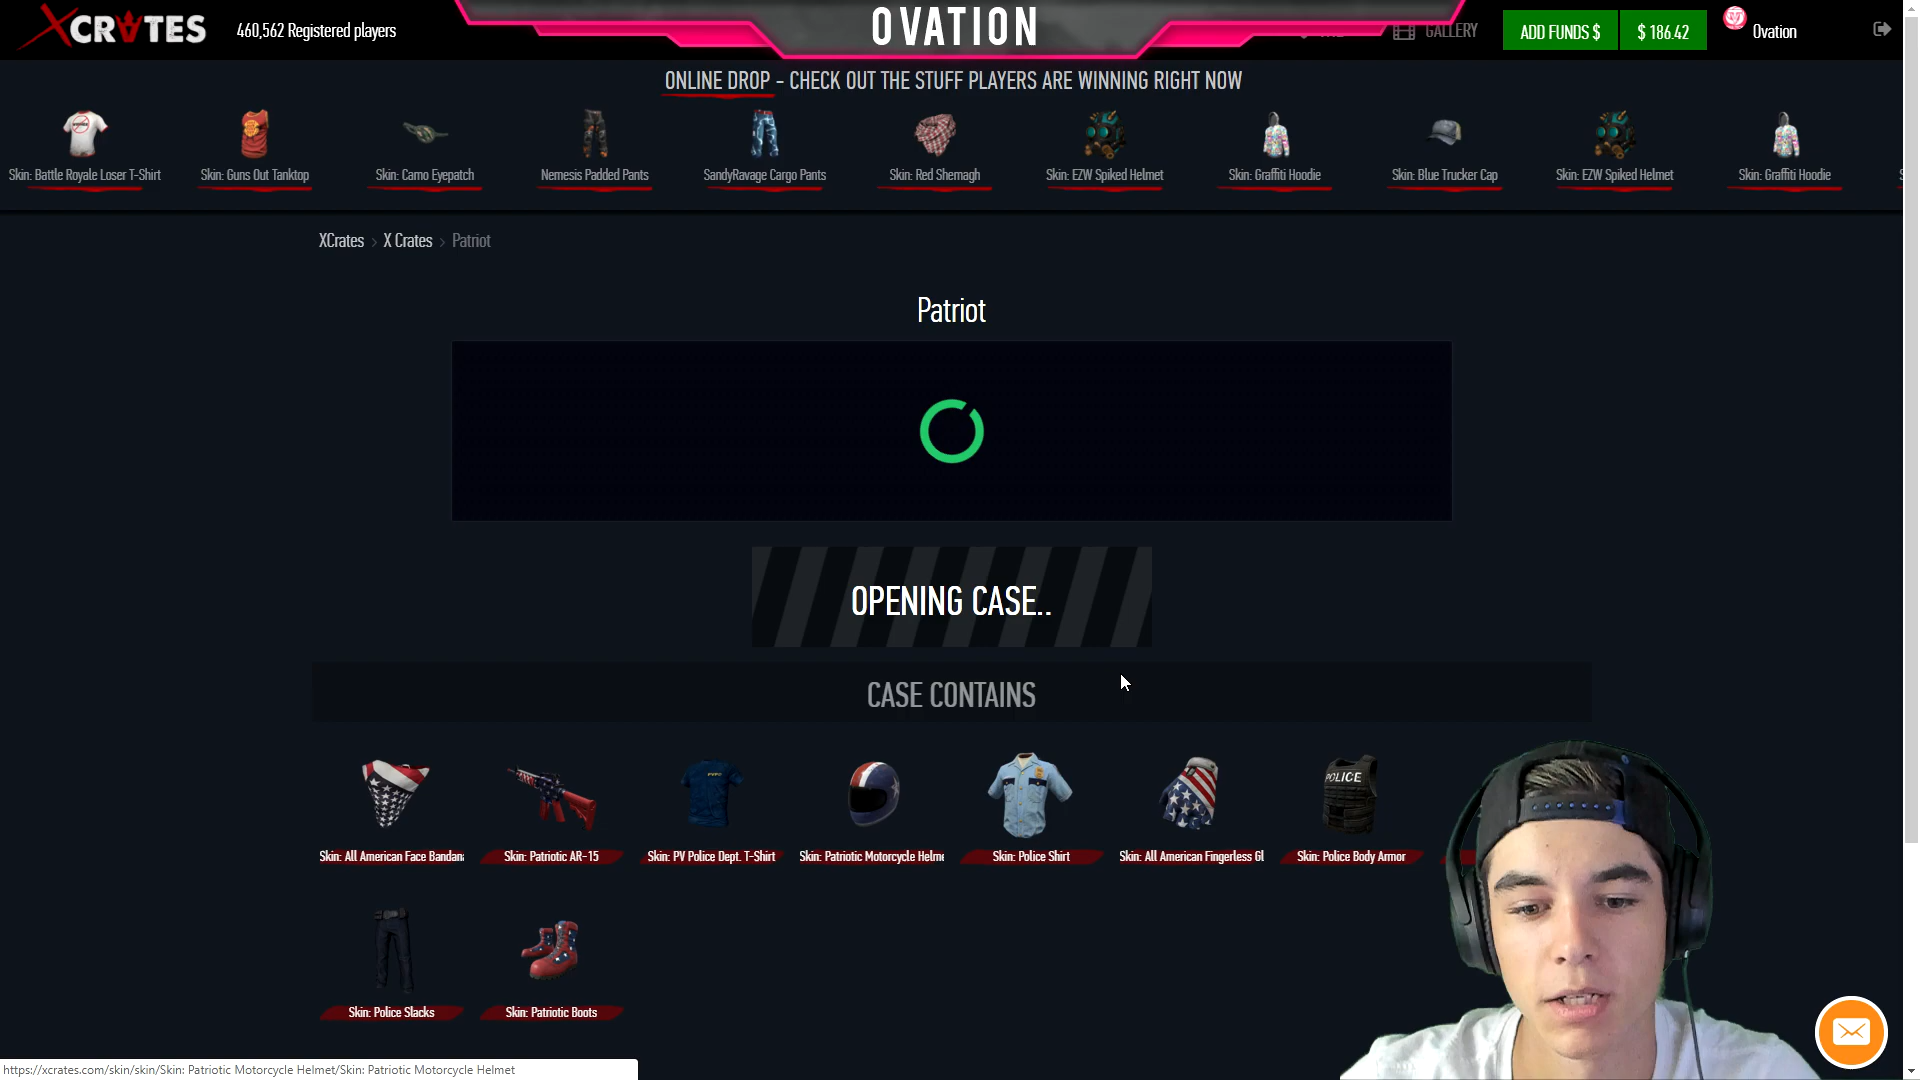 XCRATES
460,562 Registered players
OVATION
GALLERY
ADD FUNDS $
$ 186.42
Ovation
ONLINE DROP - CHECK OUT THE STUFF PLAYERS ARE WINNING RIGHT NOW
Skin: Battle Royale Loser T-Shirt
Skin: Guns Out Tanktop
Skin: Camo Eyepatch
Nemesis Padded Pants
SandyRavage Cargo Pants
Skin: Red Shemagh
Skin: EZW Spiked Helmet
Skin: Graffiti Hoodie
Skin: Blue Trucker Cap
Skin: EZW Spiked Helmet
Skin: Graffiti Hoodie
XCrates > X Crates > Patriot
Patriot
OPENING CASE..
CASE CONTAINS
PVPD
POLICE
Skin: All American Face Bandana
Skin: Patriotic AR-15
Skin: PV Police Dept. T-Shirt
Skin: Patriotic Motorcycle Helme
Skin: Police Shirt
Skin: All American Fingerless Gl
Skin: Police Body Armor
Skin: Police Slacks
Skin: Patriotic Boots
https://xcrates.com/skin/skin/Skin: Patriotic Motorcycle Helmet/Skin: Patriotic Motorcycle Helmet